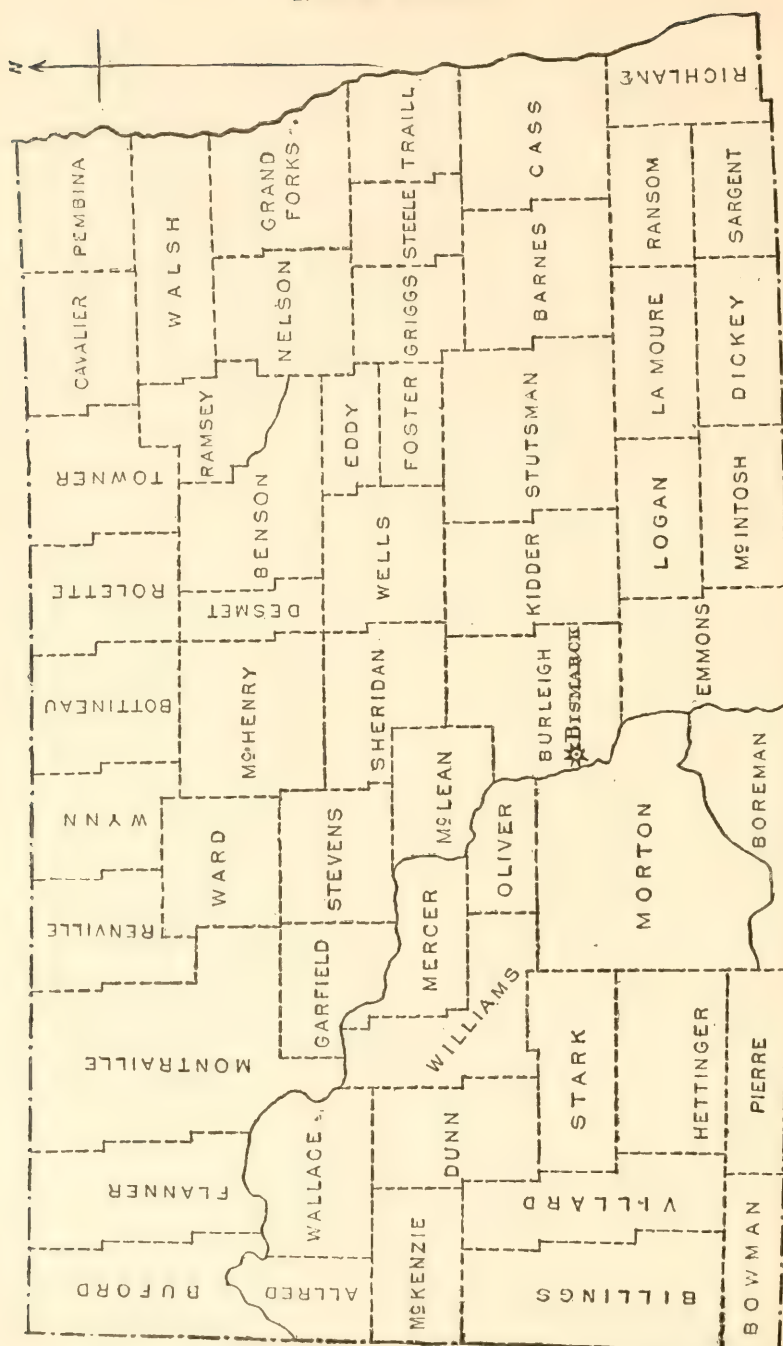 N
PEMBINA
CAVALIER
TOWNER
ROLETTE
BOTTINEAU
WYNN
RENVILLE
MONTRAILLE
FLANNER
BUFORD
WALSH
RAMSEY
GRAND
FORKS
NELSON
BENSON
DESMET
McHENRY
WARD
STEVENS
GARFIELD
WALLACE
ALLRED
TRAILL
STEELE
GRIGGS
EDDY
FOSTER
WELLS
SHERIDAN
McLEAN
MERCER
WILLIAMS
DUNN
McKENZIE
CASS
BARNES
STUTSMAN
KIDDER
BURLEIGH
BISMARCK
OLIVER
MORTON
STARK
HETTINGER
VILLARD
BILLINGS
RICHLANE
RANSOM
SARGENT
LA MOURE
DICKEY
LOGAN
McINTOSH
EMMONS
BOREMAN
PIERRE
BOWMAN